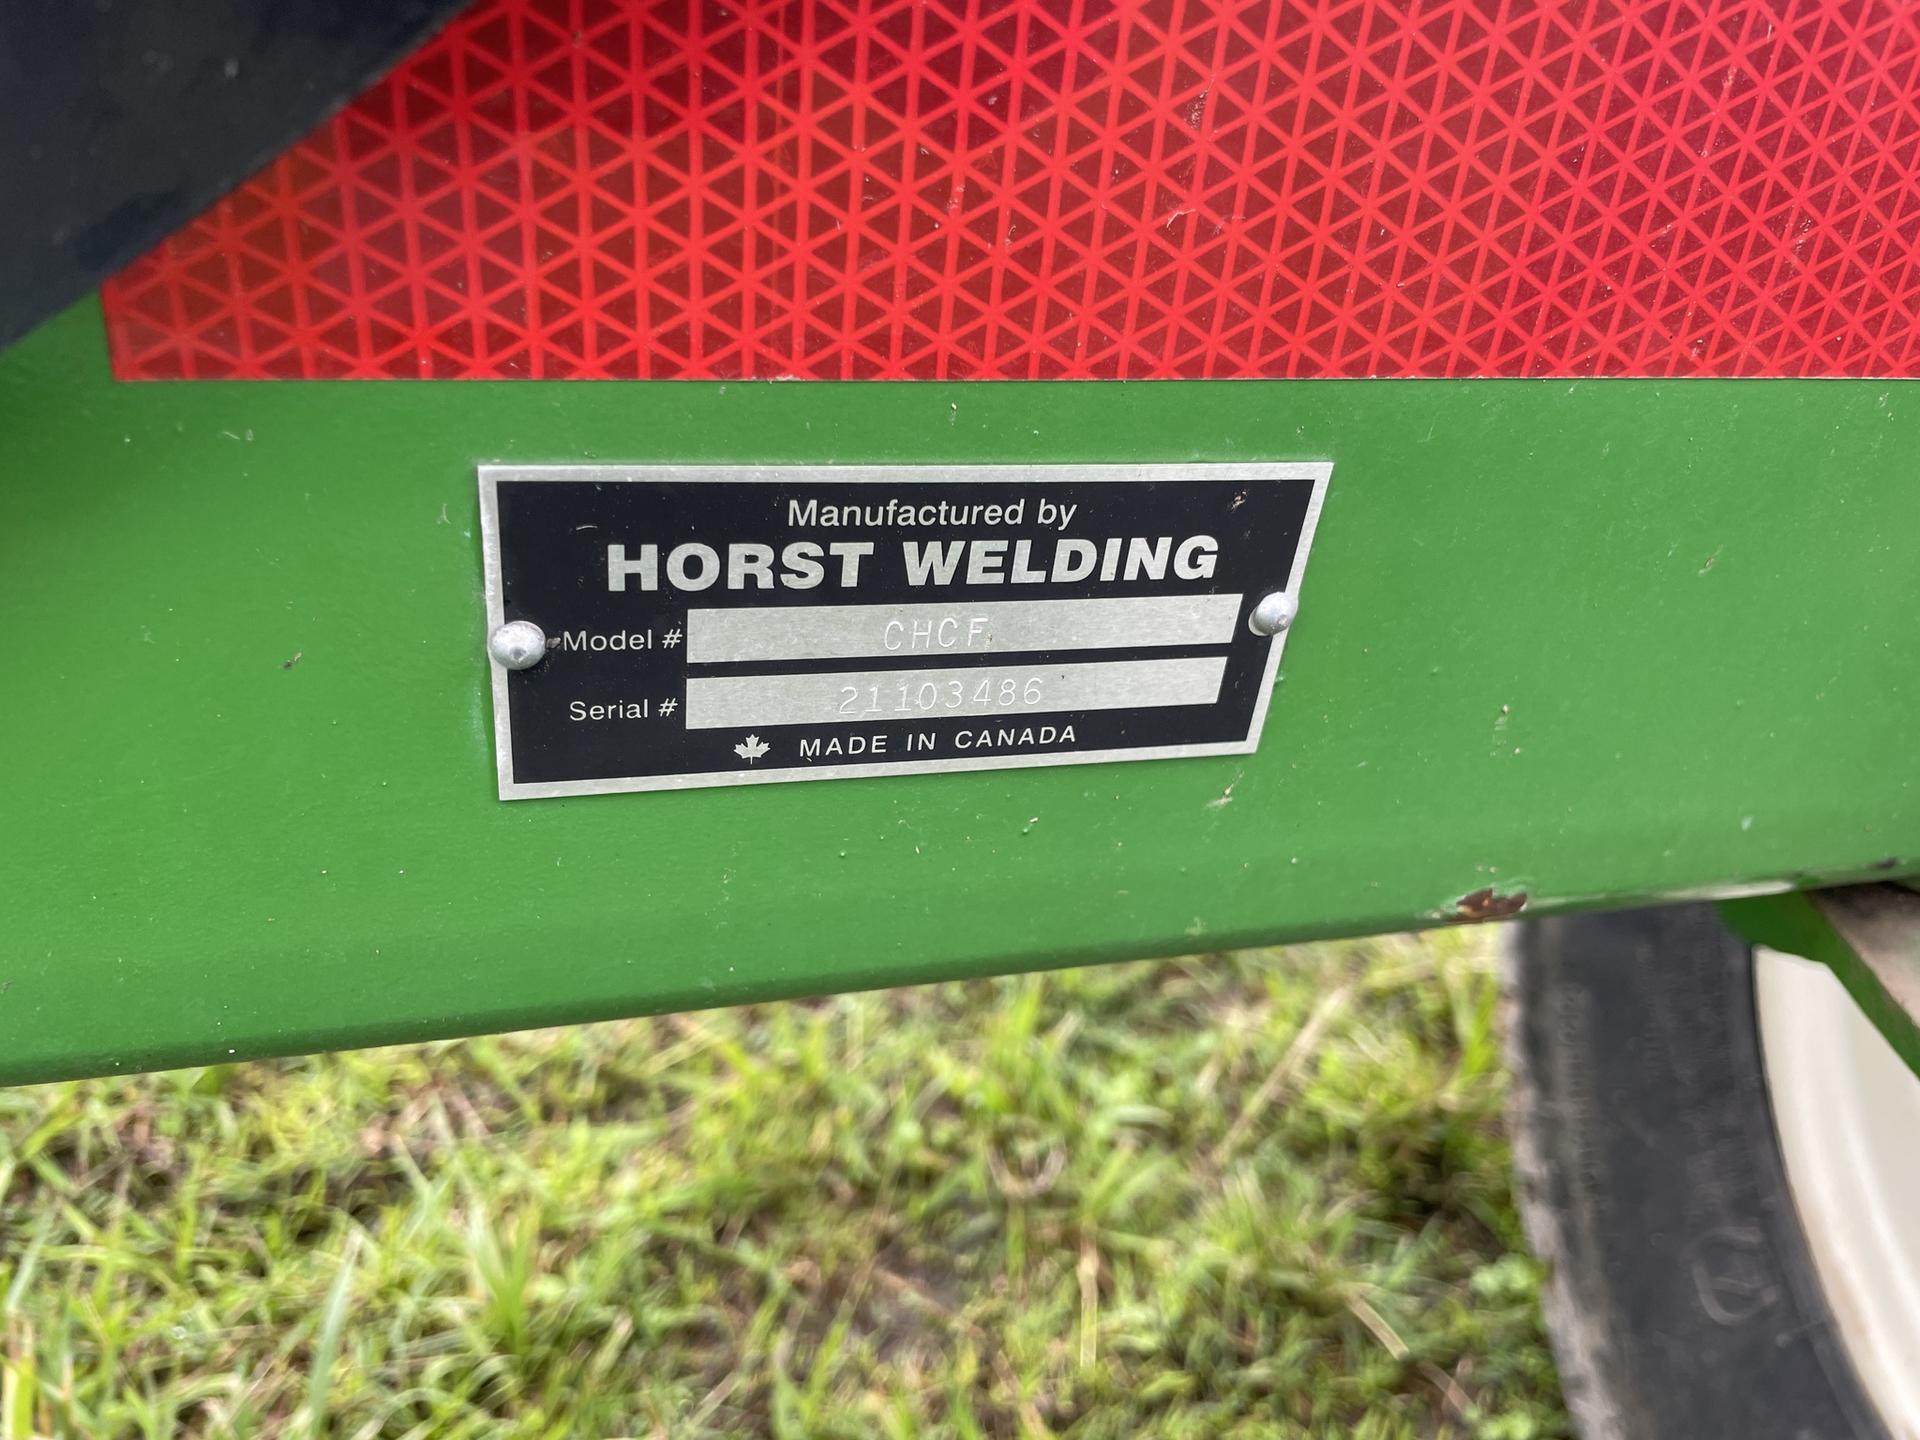 Manufactured by
HORST WELDING
Model # CHCF
Serial # 21103486
MADE IN CANADA